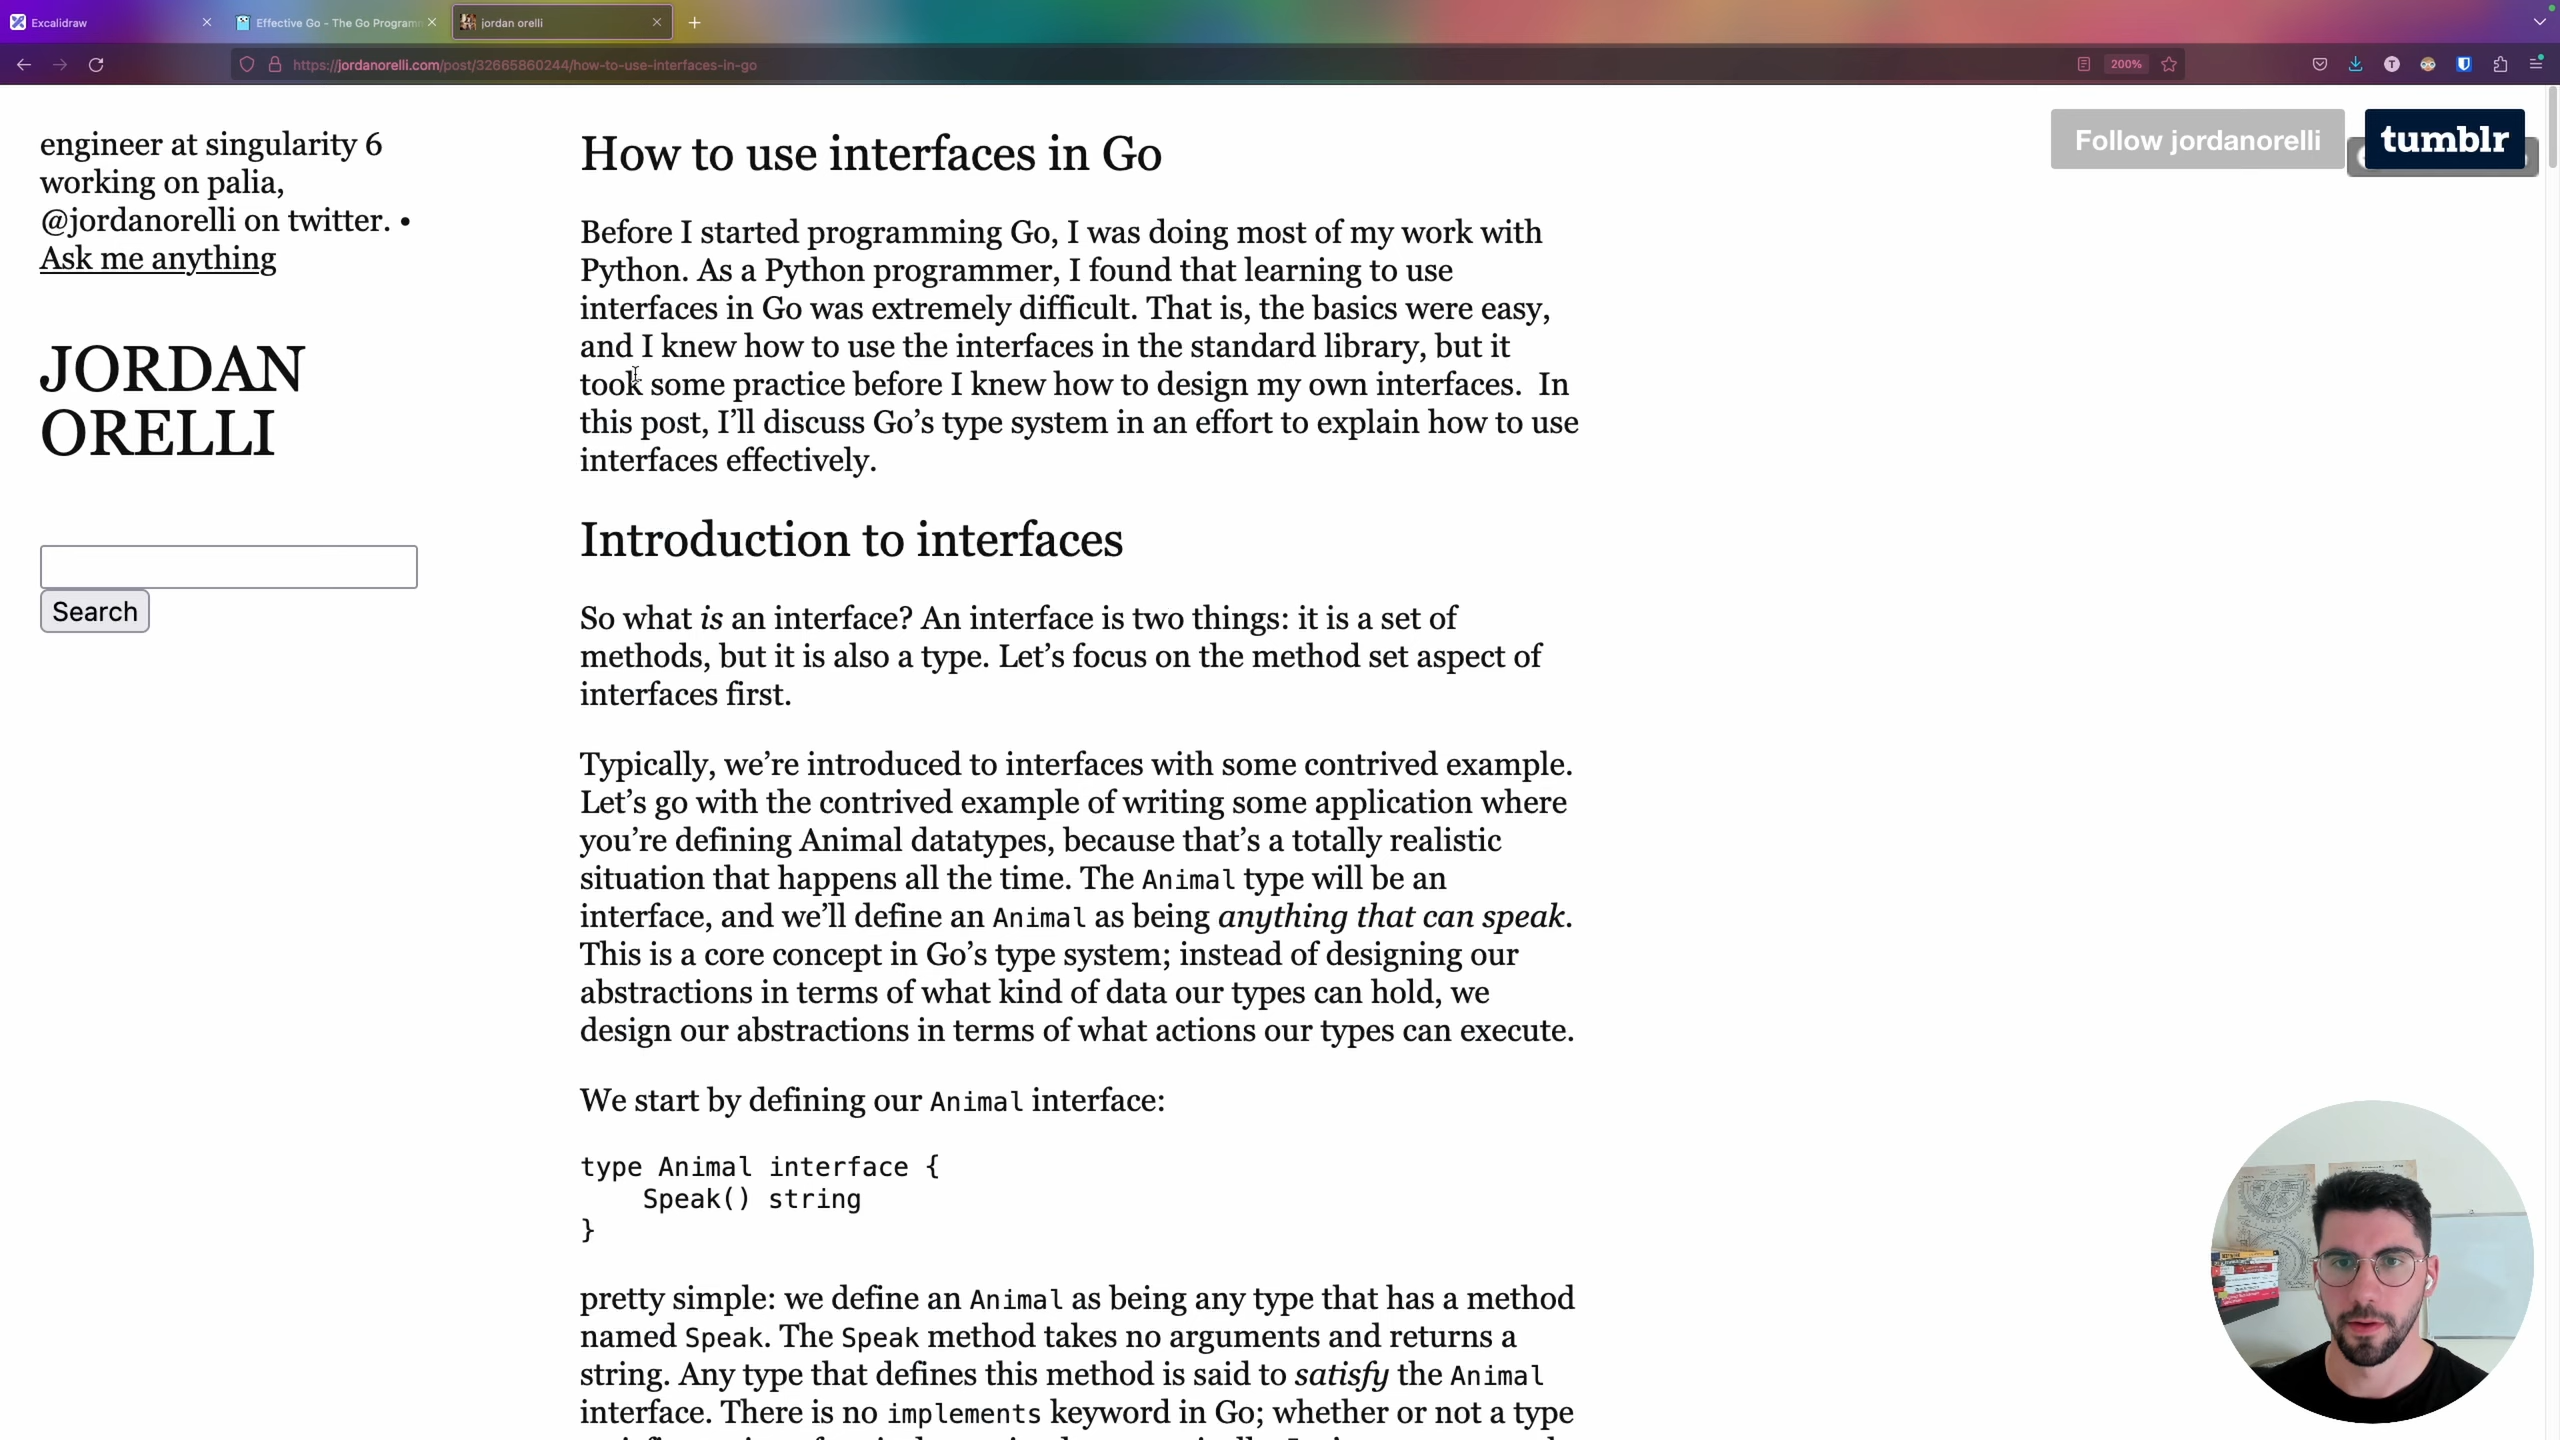 Excalidraw
Effective Go - The Go Programm
jordan orelli
https://jordanorelli.com/post/32665860244/how-to-use-interfaces-in-go
200%
engineer at singularity 6
working on palia,
@jordanorelli on twitter. •
Ask me anything
JORDAN
ORELLI
Search
Follow jordanorelli
tumblr
How to use interfaces in Go
Before I started programming Go, I was doing most of my work with
Python. As a Python programmer, I found that learning to use
interfaces in Go was extremely difficult. That is, the basics were easy,
and I knew how to use the interfaces in the standard library, but it
took some practice before I knew how to design my own interfaces.  In
this post, I’ll discuss Go’s type system in an effort to explain how to use
interfaces effectively.
Introduction to interfaces
So what is an interface? An interface is two things: it is a set of
methods, but it is also a type. Let’s focus on the method set aspect of
interfaces first.
Typically, we’re introduced to interfaces with some contrived example.
Let’s go with the contrived example of writing some application where
you’re defining Animal datatypes, because that’s a totally realistic
situation that happens all the time. The Animal type will be an
interface, and we’ll define an Animal as being anything that can speak.
This is a core concept in Go’s type system; instead of designing our
abstractions in terms of what kind of data our types can hold, we
design our abstractions in terms of what actions our types can execute.
We start by defining our Animal interface:
type Animal interface {
    Speak() string
}
pretty simple: we define an Animal as being any type that has a method
named Speak. The Speak method takes no arguments and returns a
string. Any type that defines this method is said to satisfy the Animal
interface. There is no implements keyword in Go; whether or not a type